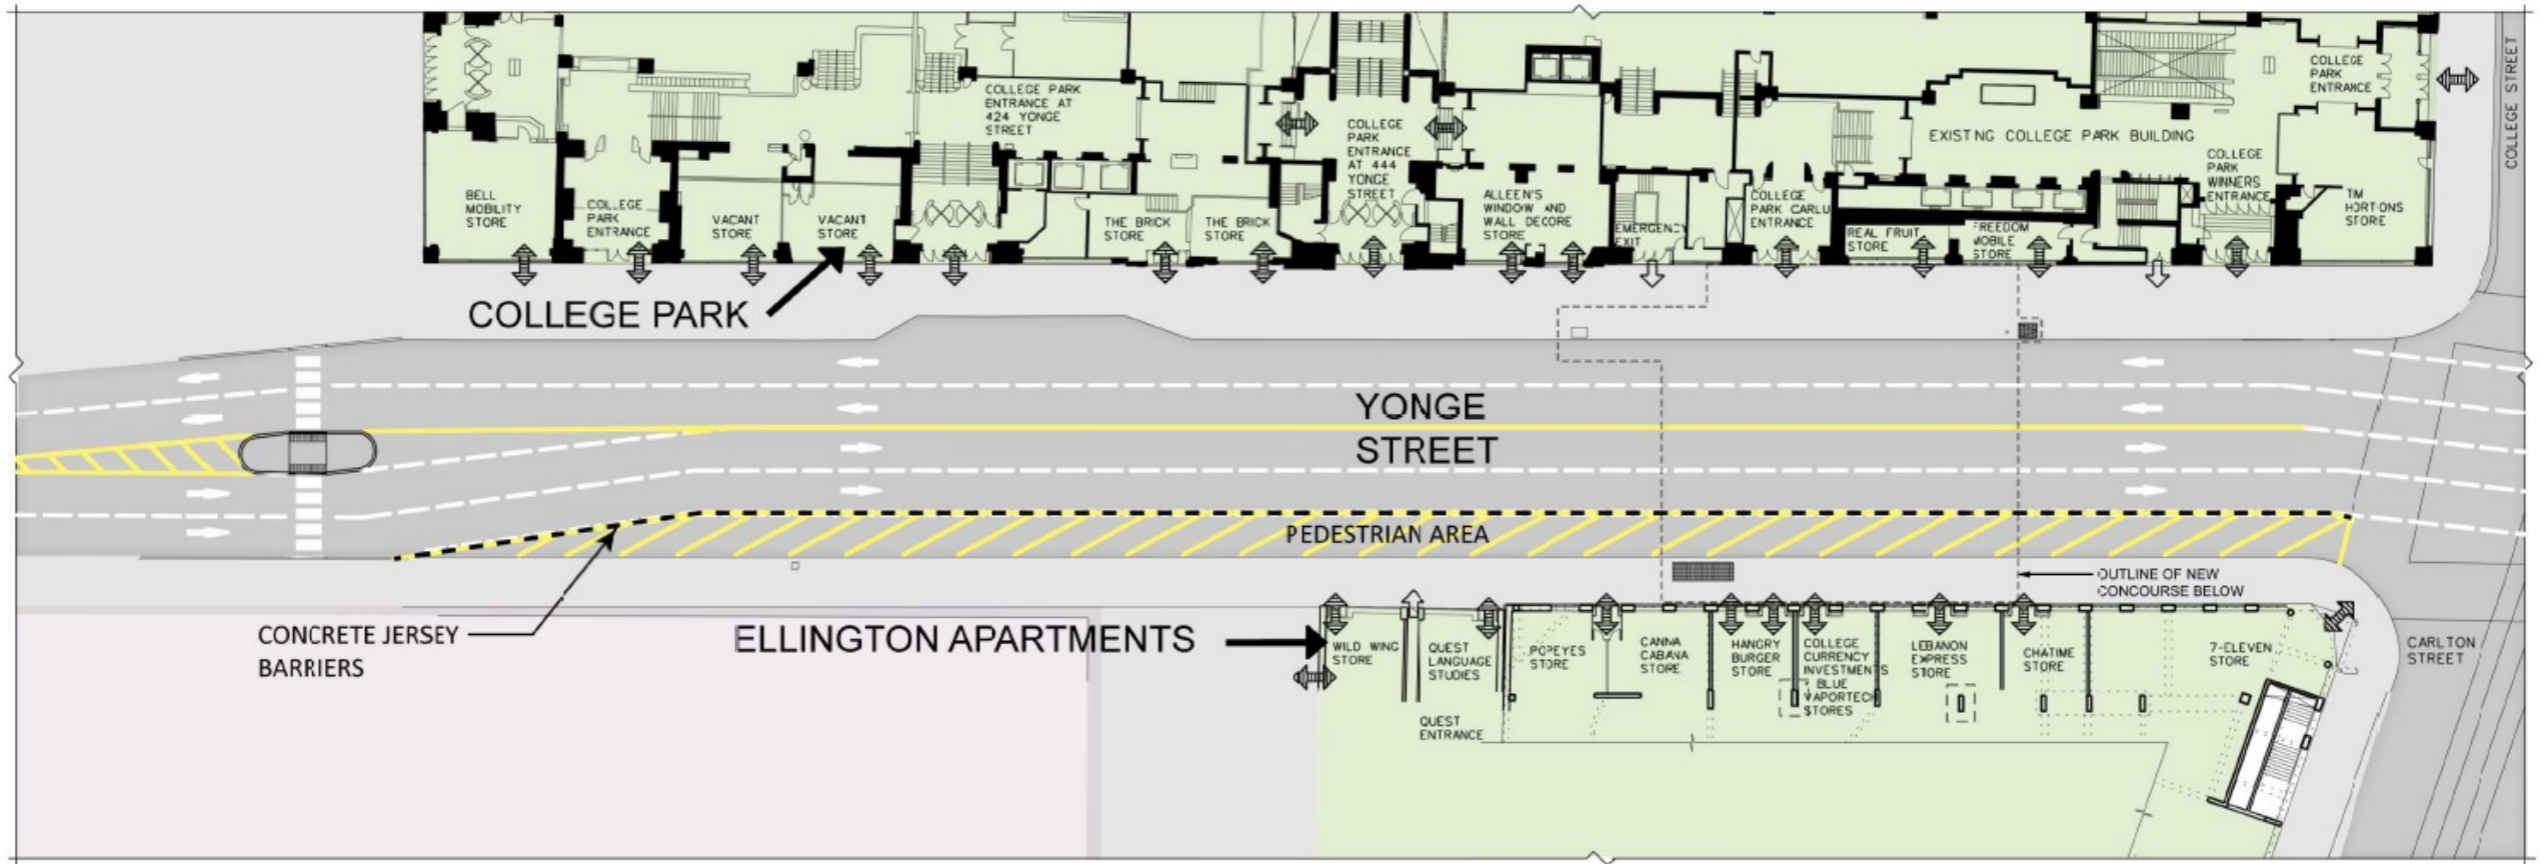 COLLEGE
PARK
ENTRANCE
COLLEGE STREET
COLLEGE PARK
ENTRANCE AT
424 YONGE
STREET
COLLEGE
PARK
ENTRANCE
AT 444
YONGE
STREET
EXISTING COLLEGE PARK BUILDING
COLLEGE
PARK
WINNERS
ENTRANCE
BELL
MOBILITY
STORE
COLLEGE
PARK
ENTRANCE
VACANT
STORE
VACANT
STORE
THE BRICK
STORE
THE BRICK
STORE
ALLEEN'S
WINDOW AND
WALL DECORE
STORE
EMERGENCY
EXIT
COLLEGE
PARK CARLU
ENTRANCE
REAL FRUIT
STORE
FREEDOM
MOBILE
STORE
TIM
HORTONS
STORE
COLLEGE PARK
YONGE
STREET
PEDESTRIAN AREA
OUTLINE OF NEW
CONCOURSE BELOW
CONCRETE JERSEY
BARRIERS
ELLINGTON APARTMENTS
WILD WING
STORE
QUEST
LANGUAGE
STUDIES
QUEST
ENTRANCE
POPEYES
STORE
CANNA
CABANA
STORE
HANGRY
BURGER
STORE
COLLEGE
CURRENCY
INVESTMENTS
BLUE
VAPORTECH
STORES
LEBANON
EXPRESS
STORE
CHATIME
STORE
7-ELEVEN
STORE
CARLTON
STREET